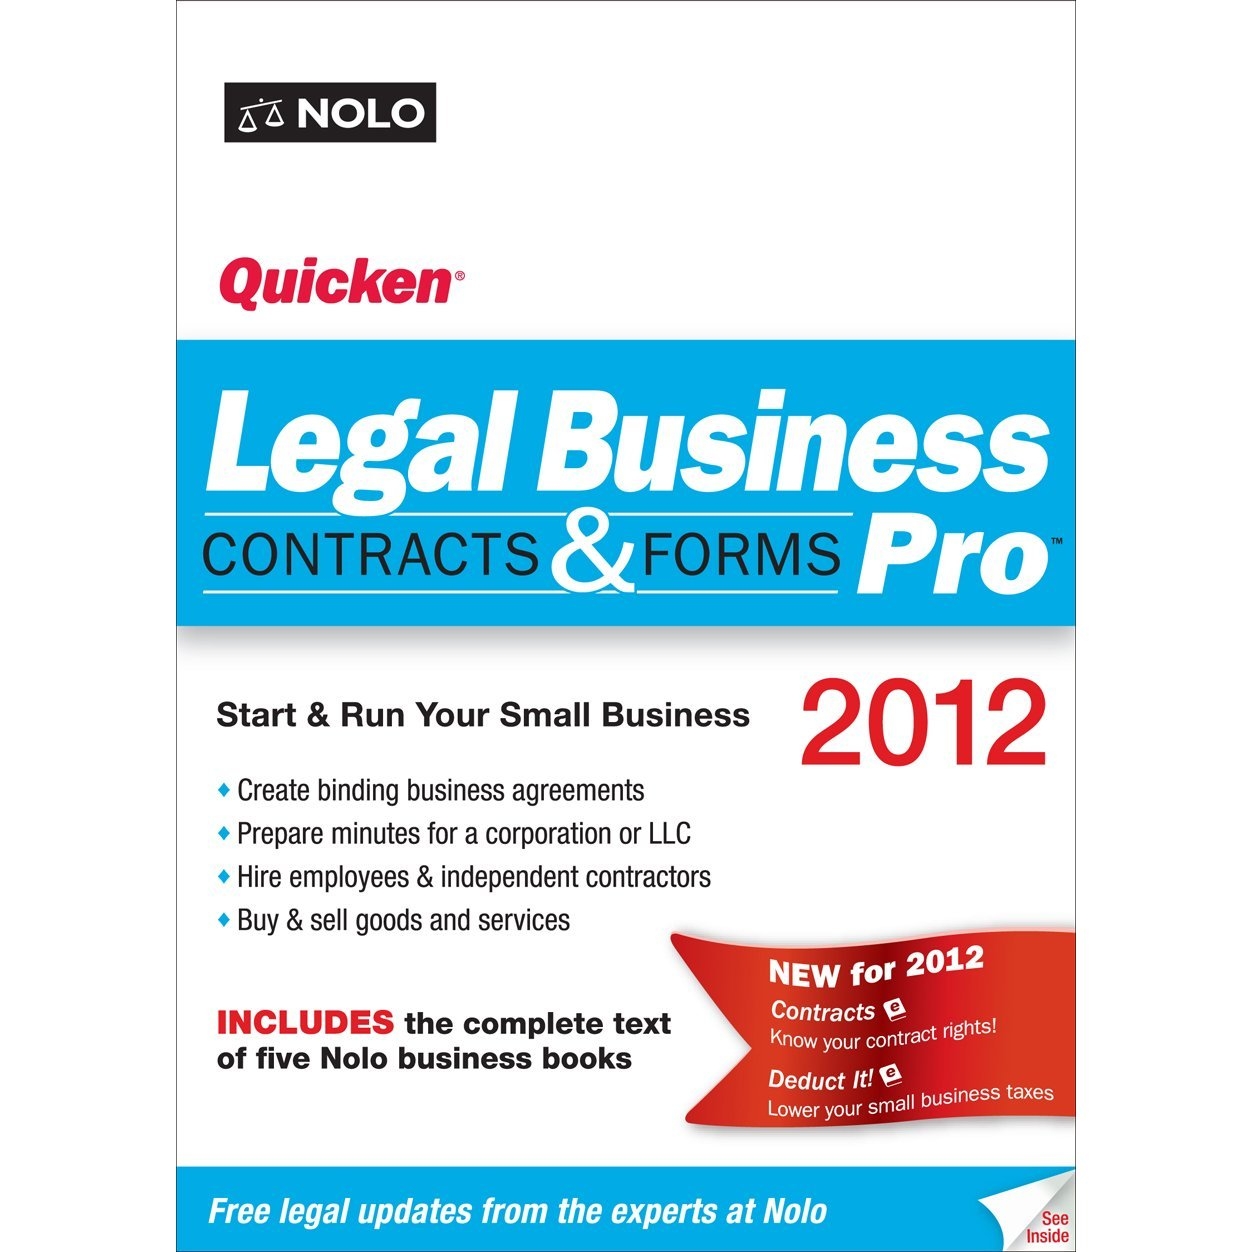 NOLO
Quicken®
Legal Business
CONTRACTS & FORMS Pro™
2012
Start & Run Your Small Business
♦ Create binding business agreements
♦ Prepare minutes for a corporation or LLC
♦ Hire employees & independent contractors
♦ Buy & sell goods and services
NEW for 2012
Contracts e
Know your contract rights!
Deduct It! e
Lower your small business taxes
INCLUDES the complete text
of five Nolo business books
Free legal updates from the experts at Nolo
See
Inside